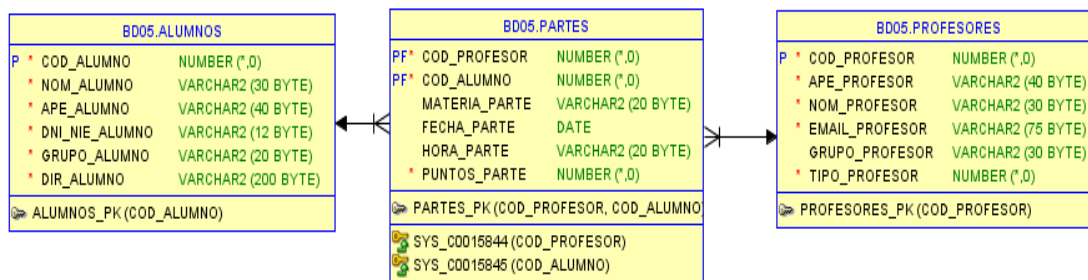 BD05.ALUMNOS
P * COD_ALUMNO NUMBER (*,0)
* NOM_ALUMNO VARCHAR2 (30 BYTE)
* APE_ALUMNO VARCHAR2 (40 BYTE)
* DNI_NIE_ALUMNO VARCHAR2 (12 BYTE)
* GRUPO_ALUMNO VARCHAR2 (20 BYTE)
* DIR_ALUMNO VARCHAR2 (200 BYTE)
ALUMNOS_PK (COD_ALUMNO)
BD05.PARTES
PF* COD_PROFESOR NUMBER (*,0)
PF* COD_ALUMNO NUMBER (*,0)
MATERIA_PARTE VARCHAR2 (20 BYTE)
FECHA_PARTE DATE
HORA_PARTE VARCHAR2 (20 BYTE)
* PUNTOS_PARTE NUMBER (*,0)
PARTES_PK (COD_PROFESOR, COD_ALUMNO)
SYS_C0015844 (COD_PROFESOR)
SYS_C0015845 (COD_ALUMNO)
BD05.PROFESORES
P * COD_PROFESOR NUMBER (*,0)
* APE_PROFESOR VARCHAR2 (40 BYTE)
* NOM_PROFESOR VARCHAR2 (30 BYTE)
* EMAIL_PROFESOR VARCHAR2 (75 BYTE)
GRUPO_PROFESOR VARCHAR2 (30 BYTE)
* TIPO_PROFESOR NUMBER (*,0)
PROFESORES_PK (COD_PROFESOR)